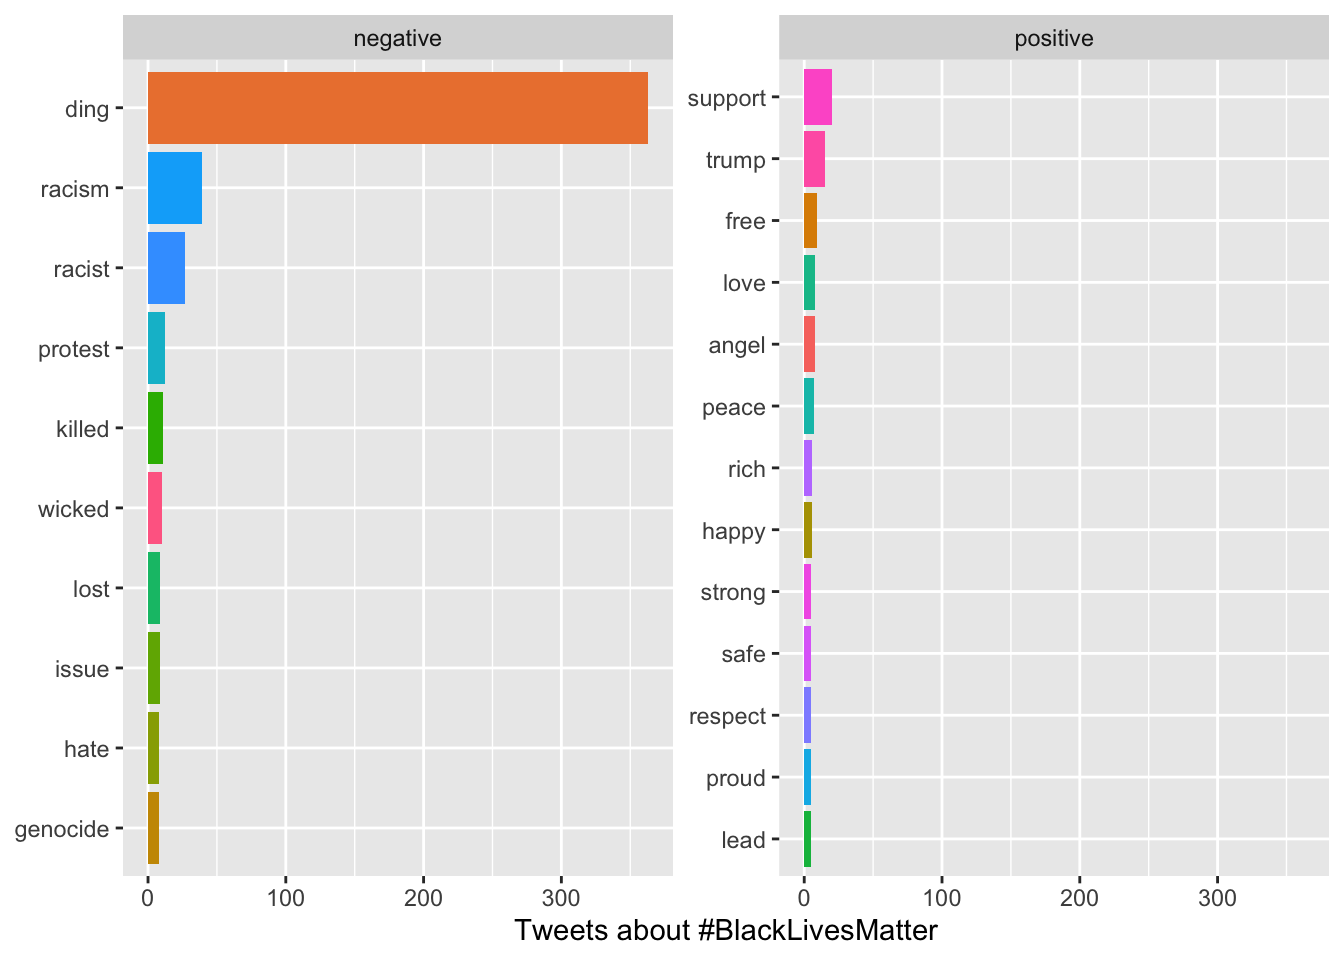 negative
ding
racism
racist
protest
killed
wicked
lost
issue
hate
genocide
0 100 200 300
positive
support
trump
free
love
angel
peace
rich
happy
strong
safe
respect
proud
lead
0 100 200 300
Tweets about #BlackLivesMatter